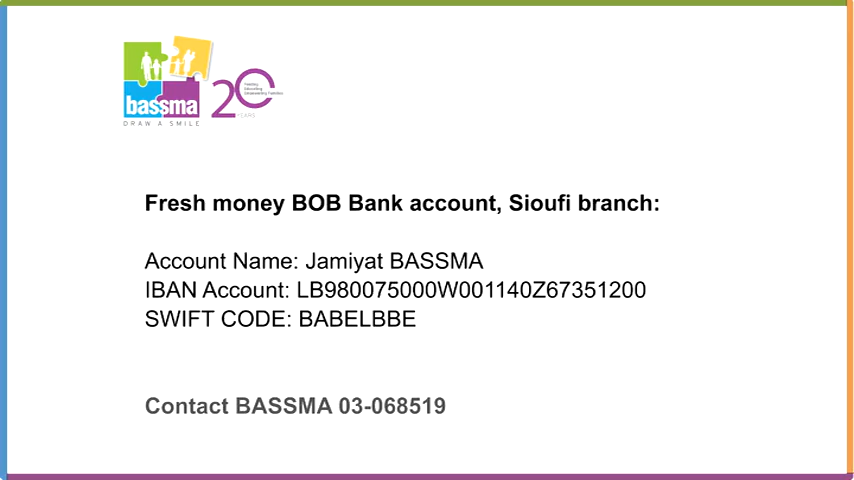 bassma
DRAW A SMILE
20
YEARS
Fresh money BOB Bank account, Sioufi branch:
Account Name: Jamiyat BASSMA
IBAN Account: LB980075000W001140Z67351200
SWIFT CODE: BABELBBE
Contact BASSMA 03-068519